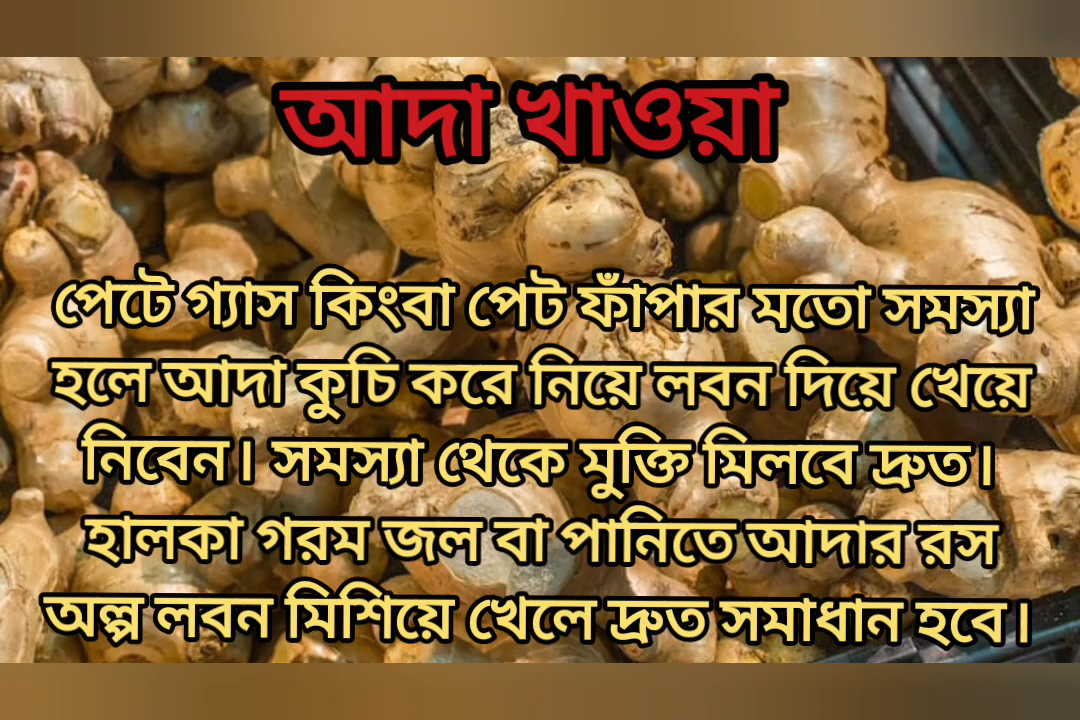 আদা খাওয়া
পেটে গ্যাস কিংবা পেট ফাঁপার মতো সমস্যা
হলে আদা কুচি করে নিয়ে লবন দিয়ে খেয়ে
নিবেন। সমস্যা থেকে মুক্তি মিলবে দ্রুত।
হালকা গরম জল বা পানিতে আদার রস
অল্প লবন মিশিয়ে খেলে দ্রুত সমাধান হবে।